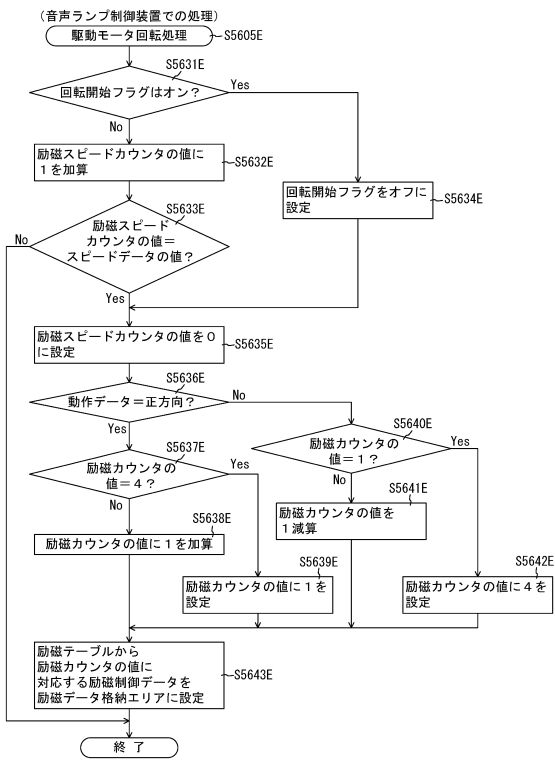 （音声ランプ制御装置での処理）
駆動モータ回転処理
S5605E
S5631E
回転開始フラグはオン？
Yes
No
励磁スピードカウンタの値に
１を加算
S5632E
回転開始フラグをオフに
設定
S5634E
S5633E
励磁スピード
カウンタの値＝
スピードデータの値？
No
Yes
励磁スピードカウンタの値を０
に設定
S5635E
S5636E
動作データ＝正方向？
No
Yes
S5640E
励磁カウンタの
値＝１？
Yes
No
S5637E
励磁カウンタの
値＝４？
Yes
No
S5641E
励磁カウンタの値を
１減算
S5638E
励磁カウンタの値に１を加算
S5639E
励磁カウンタの値に１を
設定
S5642E
励磁カウンタの値に４を
設定
励磁テーブルから
励磁カウンタの値に
対応する励磁制御データを
励磁データ格納エリアに設定
S5643E
終 了